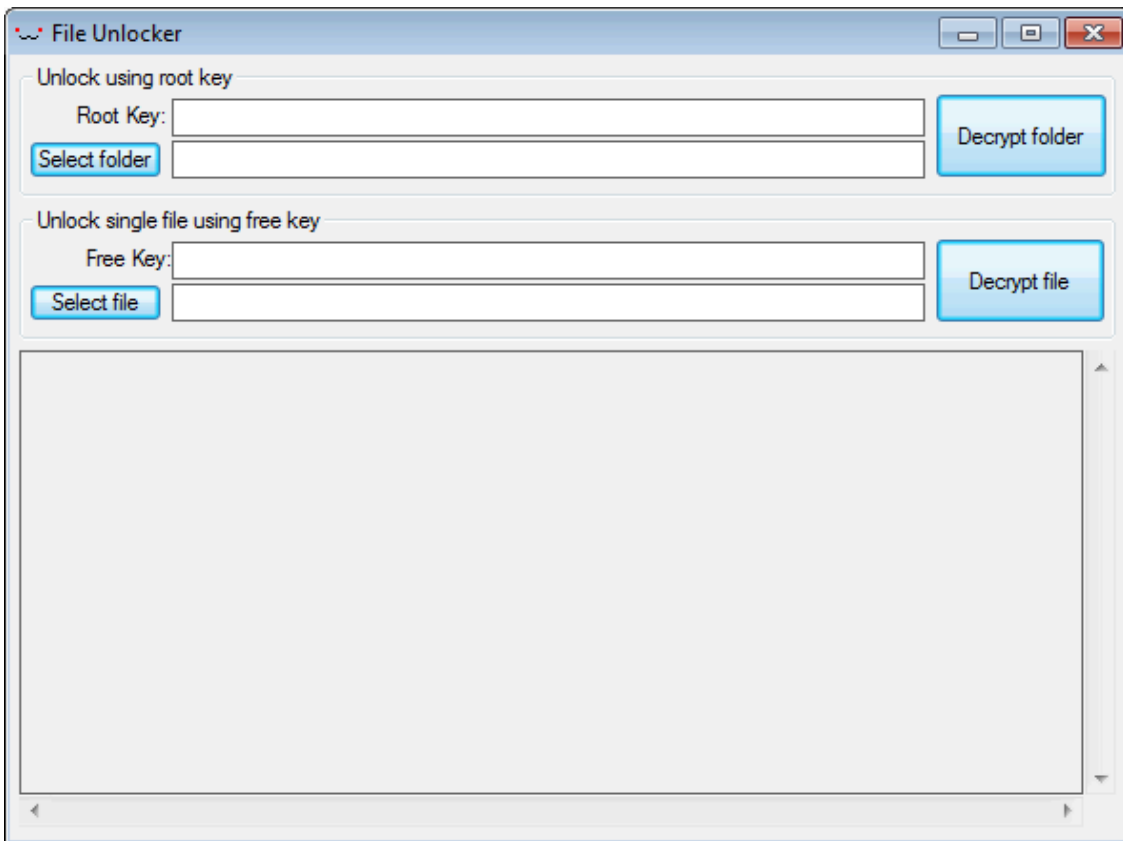 File Unlocker
Unlock using root key
Root Key:
Select folder
Decrypt folder
Unlock single file using free key
Free Key:
Select file
Decrypt file